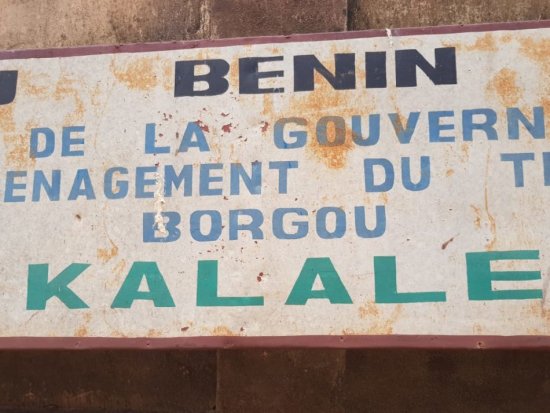 U BENIN
DE LA GOUVERN
ENAGEMENT DU T
BORGOU
KALALE